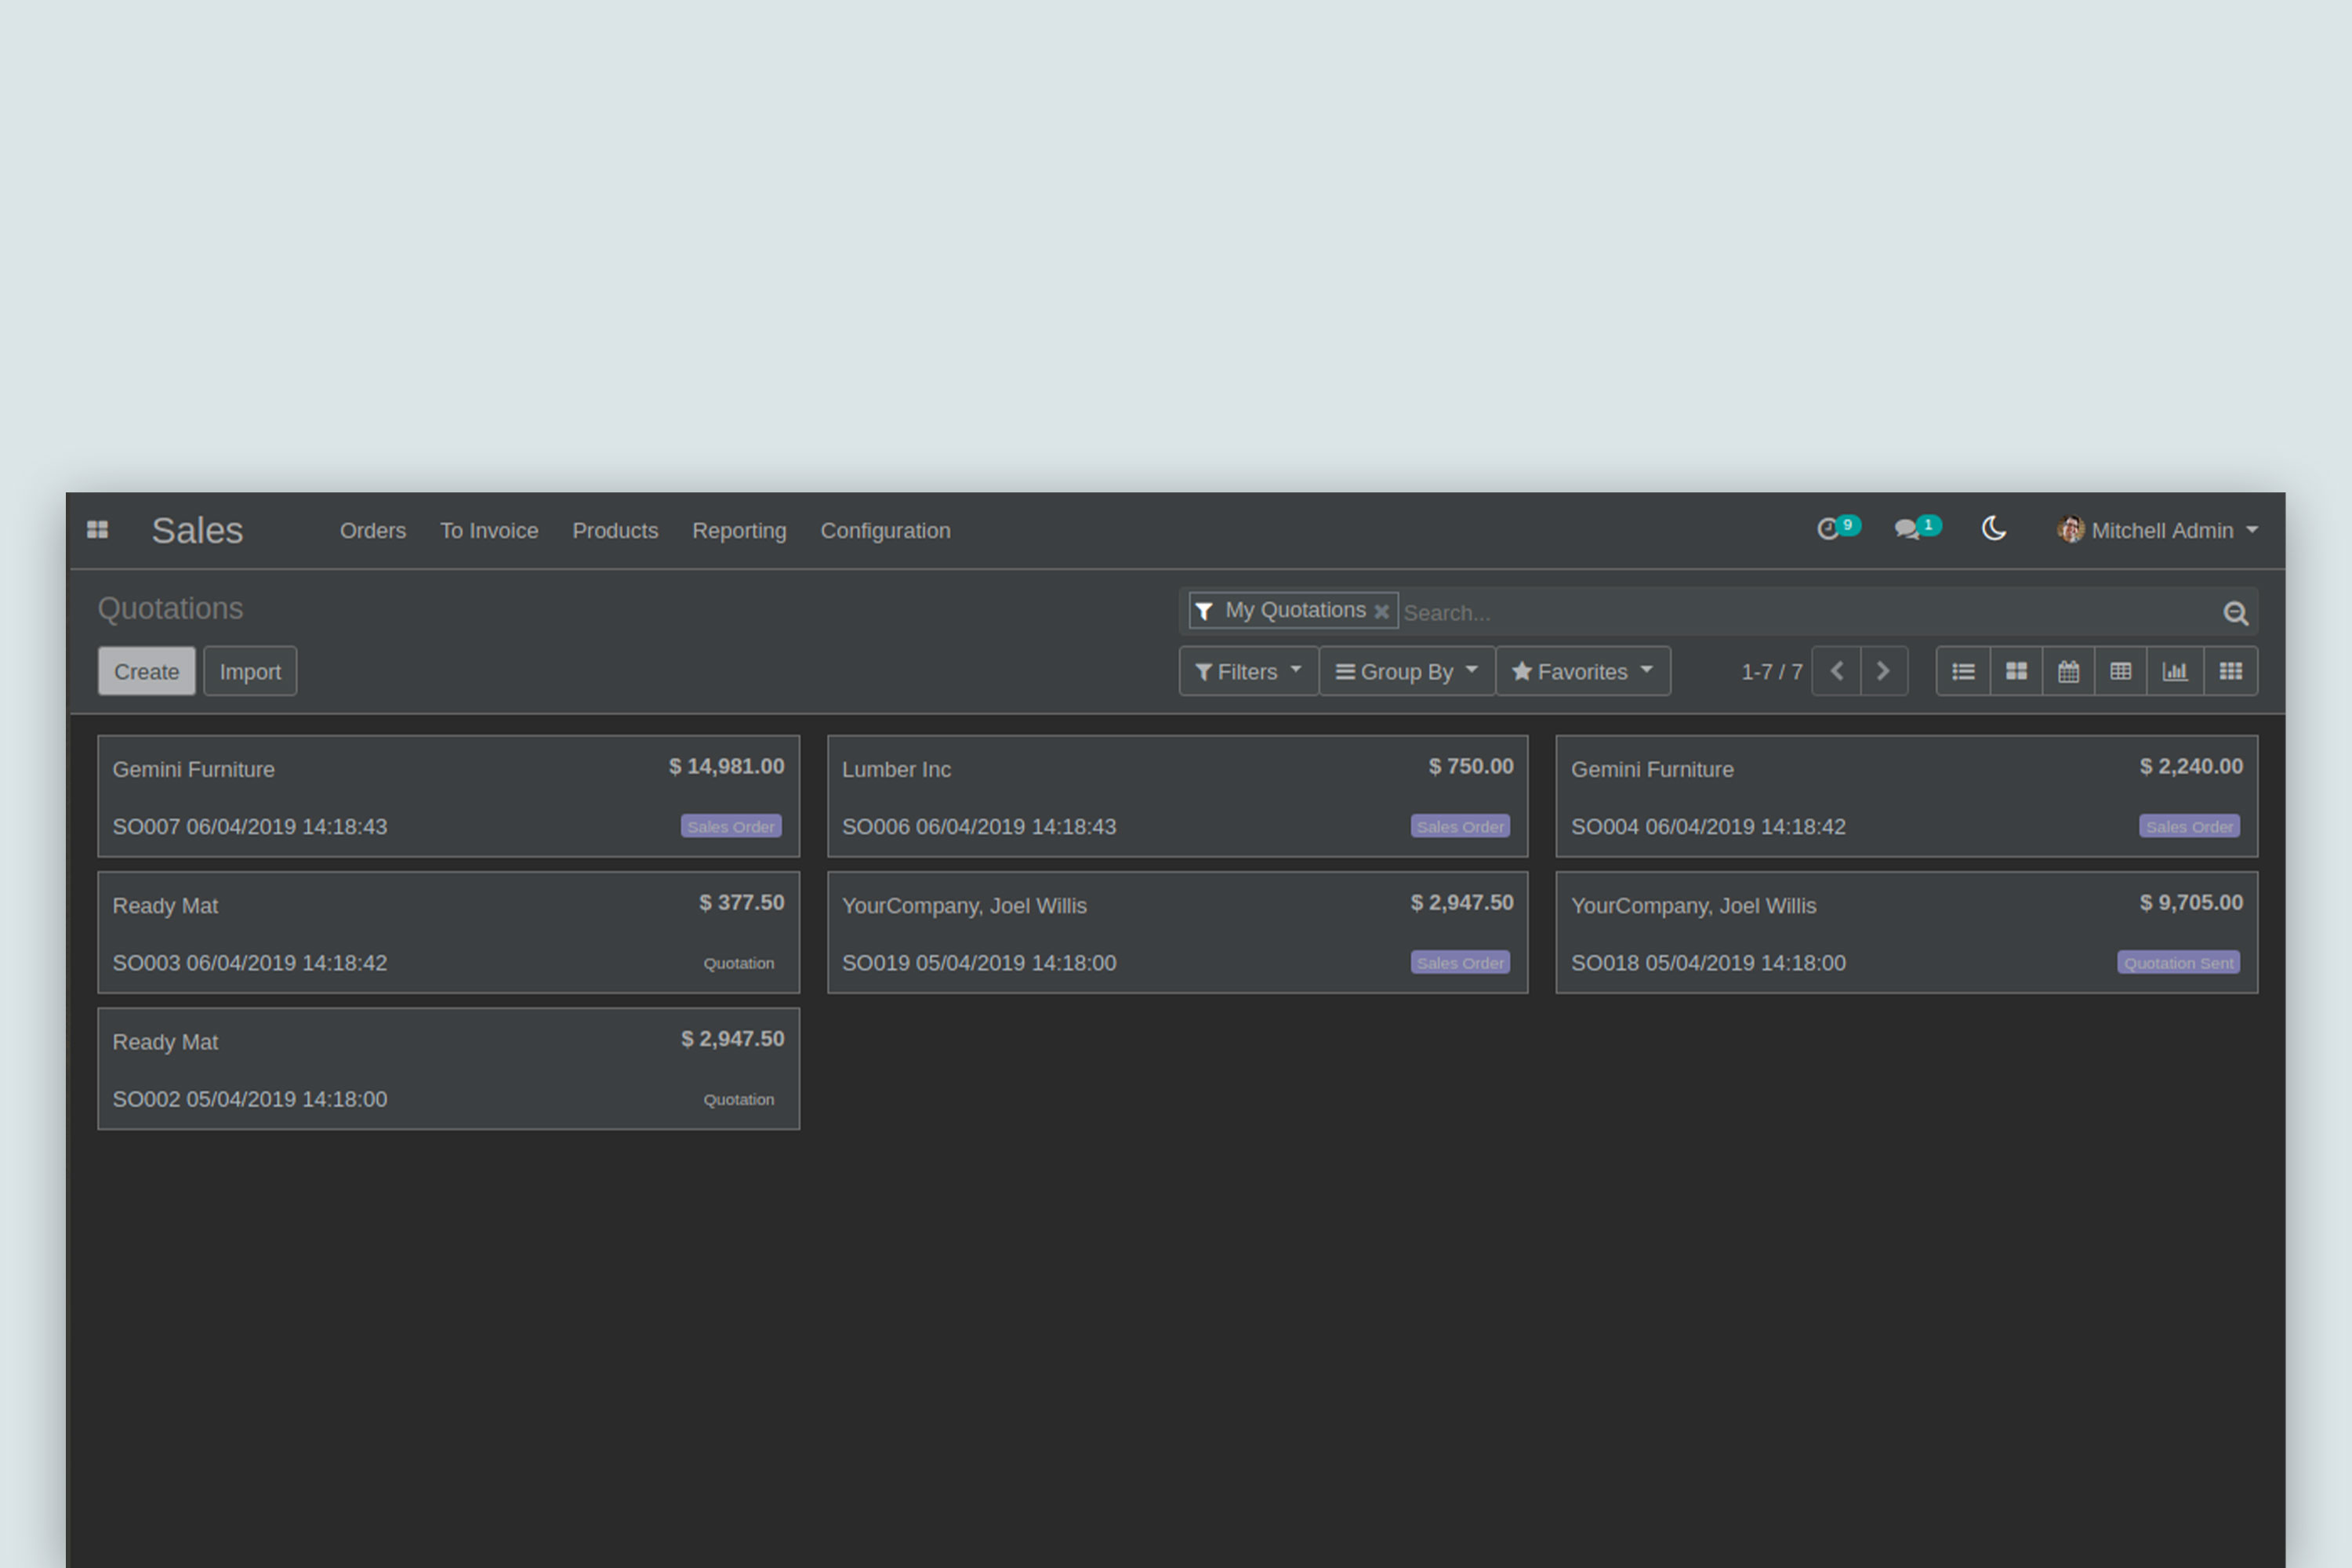 Sales Orders To Invoice Products Reporting Configuration 9 1 Mitchell Admin
Quotations My Quotations Search...
Create Import Filters Group By Favorites 1-7 / 7
Gemini Furniture $ 14,981.00
SO007 06/04/2019 14:18:43 Sales Order
Lumber Inc $ 750.00
SO006 06/04/2019 14:18:43 Sales Order
Gemini Furniture $ 2,240.00
SO004 06/04/2019 14:18:42 Sales Order
Ready Mat $ 377.50
SO003 06/04/2019 14:18:42 Quotation
YourCompany, Joel Willis $ 2,947.50
SO019 05/04/2019 14:18:00 Sales Order
YourCompany, Joel Willis $ 9,705.00
SO018 05/04/2019 14:18:00 Quotation Sent
Ready Mat $ 2,947.50
SO002 05/04/2019 14:18:00 Quotation